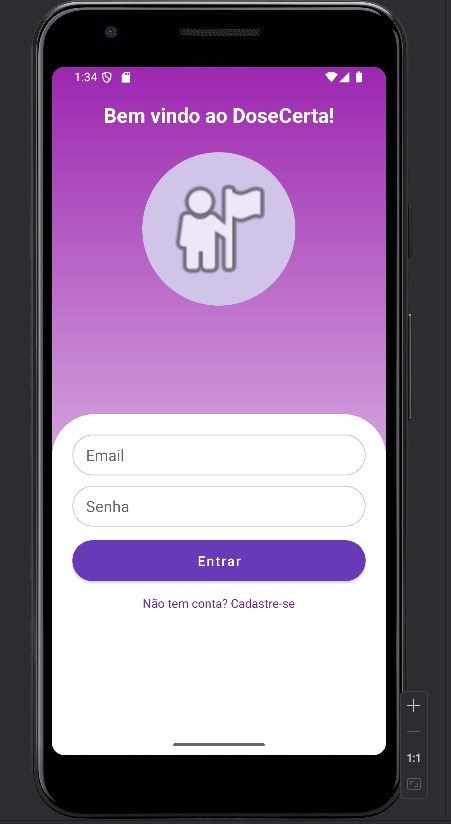 1:34
Bem vindo ao DoseCerta!
Email
Senha
Entrar
Não tem conta? Cadastre-se
1:1